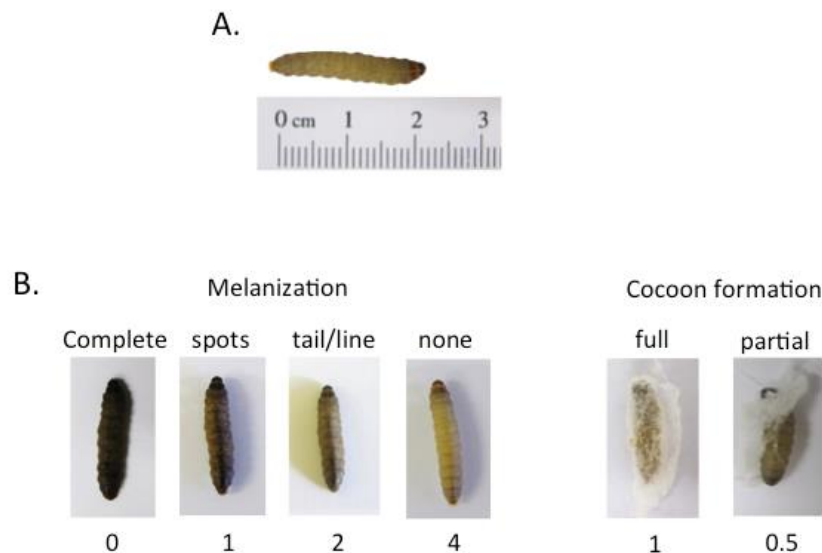 A.
0 cm 1 2 3
B.
Melanization
Cocoon formation
Complete spots tail/line none
full partial
0 1 2 4
1 0.5